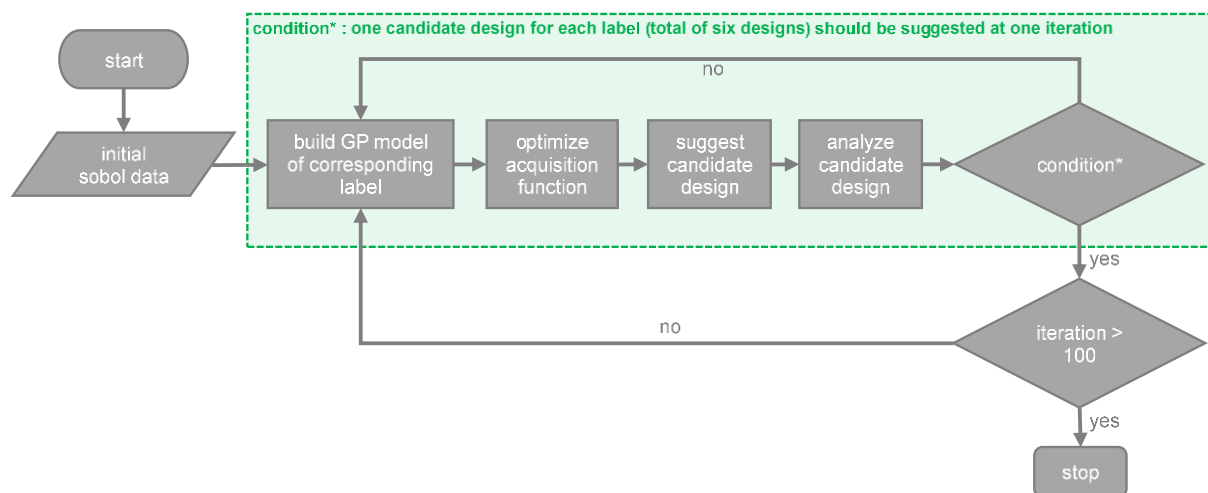 condition* : one candidate design for each label (total of six designs) should be suggested at one iteration
start
no
initial
sobol data
build GP model
of corresponding
label
optimize
acquisition
function
suggest
candidate
design
analyze
candidate
design
condition*
yes
no
iteration >
100
yes
stop